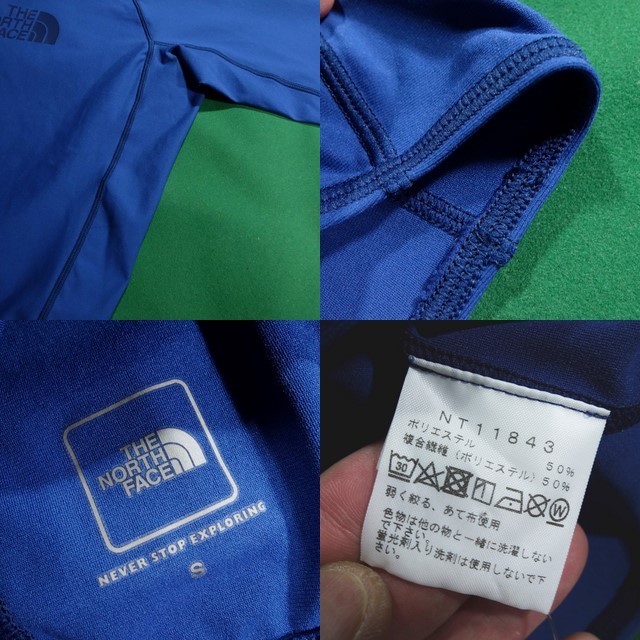 THE
NORTH
FACE
THE
NORTH
FACE
NEVER STOP EXPLORING
S
NT11843
ポリエステル 50%
複合繊維(ポリエステル) 50%
30 1 W
弱く絞る、あて布使用
色物は他の物と一緒に洗濯しない
で下さい。
蛍光剤入り洗剤は使用しないで下
さい。